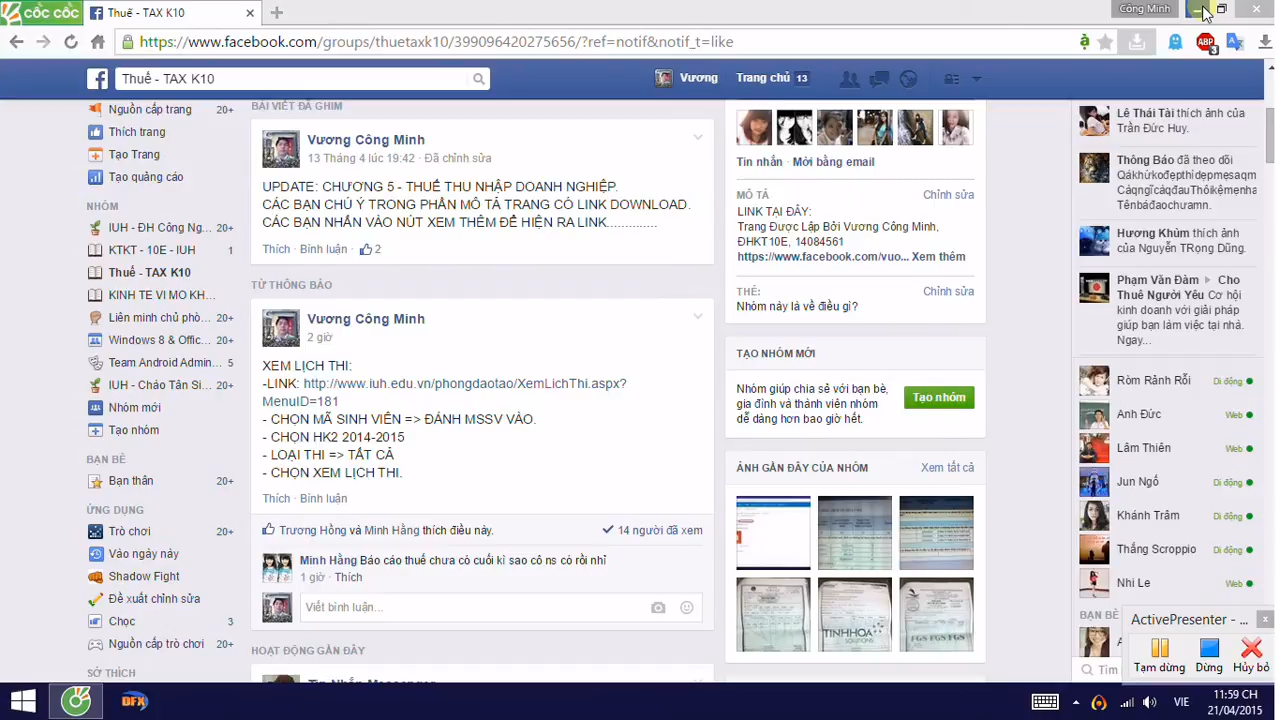 cốc cốc
Thuế - TAX K10
Công Minh
https://www.facebook.com/groups/thuetaxk10/399094020275656/?ref=notif&notif_t=like
ABP
3
Thuế - TAX K10
Vương
Trang chủ 13
Nguồn cấp trang 20+
Thích trang
Tạo Trang
Tạo quảng cáo
NHÓM
IUH - ĐH Công Ng... 20+
KTKT - 10E - IUH 1
Thuế - TAX K10
KINH TE VI MO KH...
Liên minh chủ phò... 20+
Windows 8 & Offic... 20+
Team Android Admin... 5
IUH - Chảo Tân Si... 20+
Nhóm mới
Tạo nhóm
BẠN BÈ
Bạn thân 20+
ỨNG DỤNG
Trò chơi 20+
Vào ngày này
Shadow Fight
Đề xuất chỉnh sửa
Chọc 3
Nguồn cấp trò chơi 20+
SỞ THÍCH
BÀI VIẾT ĐÃ GHIM
Vương Công Minh
13 Tháng 4 lúc 19:42 · Đã chỉnh sửa
UPDATE: CHƯƠNG 5 - THUẾ THU NHẬP DOANH NGHIỆP.
CÁC BẠN CHÚ Ý TRONG PHẦN MÔ TẢ TRANG CÓ LINK DOWNLOAD.
CÁC BẠN NHẤN VÀO NÚT XEM THÊM ĐỂ HIỆN RA LINK.............
Thích · Bình luận · 2
TỪ THÔNG BÁO
Vương Công Minh
2 giờ
XEM LỊCH THI:
-LINK: http://www.iuh.edu.vn/phongdaotao/XemLichThi.aspx?
MenuID=181
- CHỌN MÃ SINH VIÊN => ĐÁNH MSSV VÀO.
- CHỌN HK2 2014-2015
- LOẠI THI => TẤT CẢ
- CHỌN XEM LỊCH THI.
Thích · Bình luận
Trương Hồng và Minh Hằng thích điều này.
14 người đã xem
Minh Hằng Báo cáo thuế chưa có cuối kì sao cô ns có rồi nhỉ
1 giờ · Thích
Viết bình luận...
HOẠT ĐỘNG GẦN ĐÂY
Tin Nhắn Messenger
Tin nhắn · Mời bằng email
MÔ TẢ Chỉnh sửa
LINK TẠI ĐÂY:
Trang Được Lập Bởi Vương Công Minh,
ĐHKT10E, 14084561
https://www.facebook.com/vuo... Xem thêm
THẺ: Chỉnh sửa
Nhóm này là về điều gì?
TẠO NHÓM MỚI
Nhóm giúp chia sẻ với bạn bè,
gia đình và thành viên nhóm
dễ dàng hơn bao giờ hết.
Tạo nhóm
ẢNH GẦN ĐÂY CỦA NHÓM Xem tất cả
TINHHOA
SOLUTIONS
FGS FGS
Lê Thái Tài thích ảnh của
Trần Đức Huy.
Thông Báo đã theo dõi
Ròm Rảnh Rỗi Di động
Hương Khùm thích
ảnh của Nguyễn TRọng Dũng.
Phạm Văn Đàm ▸ Cho
Thuê Người Yêu Cơ hội
kinh doanh với giải pháp
giúp bạn làm việc tại nhà.
Ngay...
Anh Đức Web
Lâm Thiên Web
Jun Ngố Di động
Khánh Trâm Di động
Thắng Scroppio Di động
Nhi Le Web
BẠN BÈ
Tìm
ActivePresenter - ...
Tạm dừng
Dừng
Hủy bỏ
DFX
VIE
11:59 CH
21/04/2015